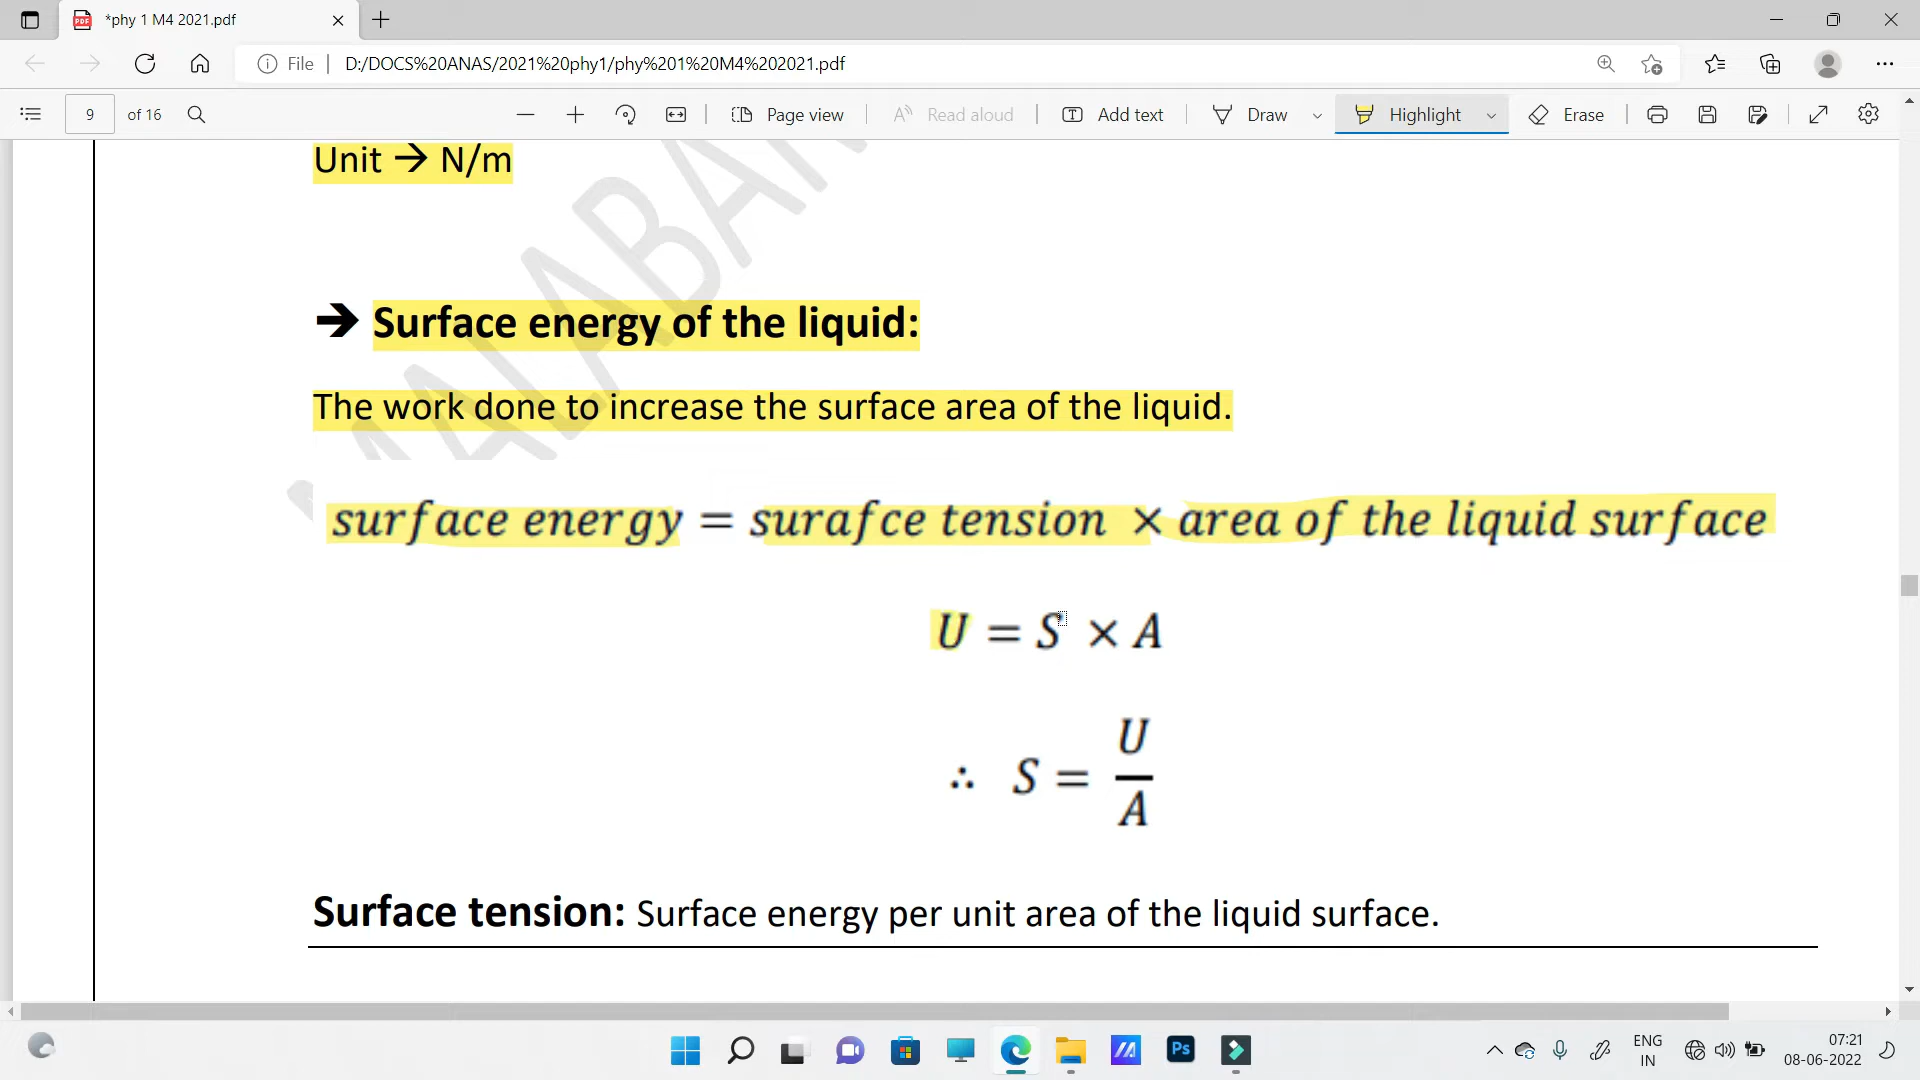 *phy 1 M4 2021.pdf
File D:/DOCS%20ANAS/2021%20phy1/phy%201%20M4%202021.pdf
9 of 16 Page view Read aloud Add text Draw Highlight Erase
Unit → N/m
➔ Surface energy of the liquid:
The work done to increase the surface area of the liquid.
surface energy = surafce tension × area of the liquid surface
U = S × A
∴ S = U/A
Surface tension: Surface energy per unit area of the liquid surface.
MALABAR
Ps
ENG
IN
07:21
08-06-2022